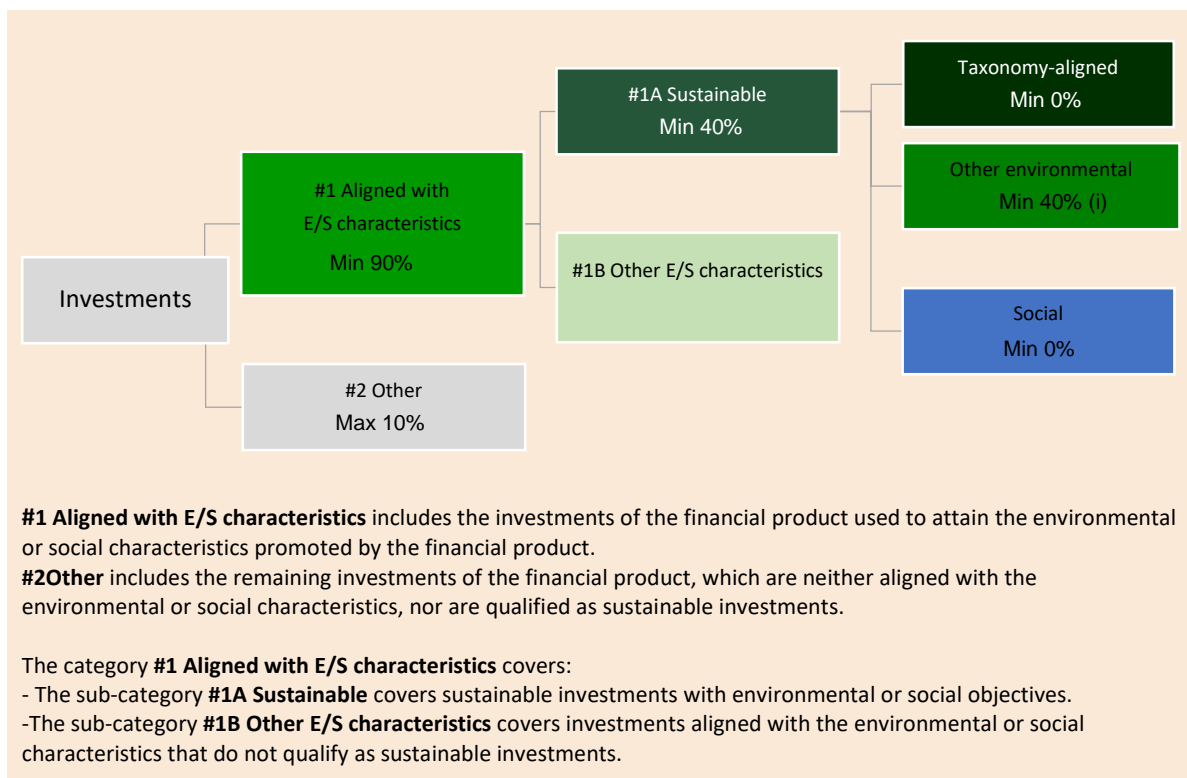 Taxonomy-aligned
Min 0%
#1A Sustainable
Min 40%
Other environmental
Min 40% (i)
#1 Aligned with
E/S characteristics
Min 90%
#1B Other E/S characteristics
Investments
Social
Min 0%
#2 Other
Max 10%
#1 Aligned with E/S characteristics includes the investments of the financial product used to attain the environmental
or social characteristics promoted by the financial product.
#2Other includes the remaining investments of the financial product, which are neither aligned with the
environmental or social characteristics, nor are qualified as sustainable investments.
The category #1 Aligned with E/S characteristics covers:
- The sub-category #1A Sustainable covers sustainable investments with environmental or social objectives.
-The sub-category #1B Other E/S characteristics covers investments aligned with the environmental or social
characteristics that do not qualify as sustainable investments.